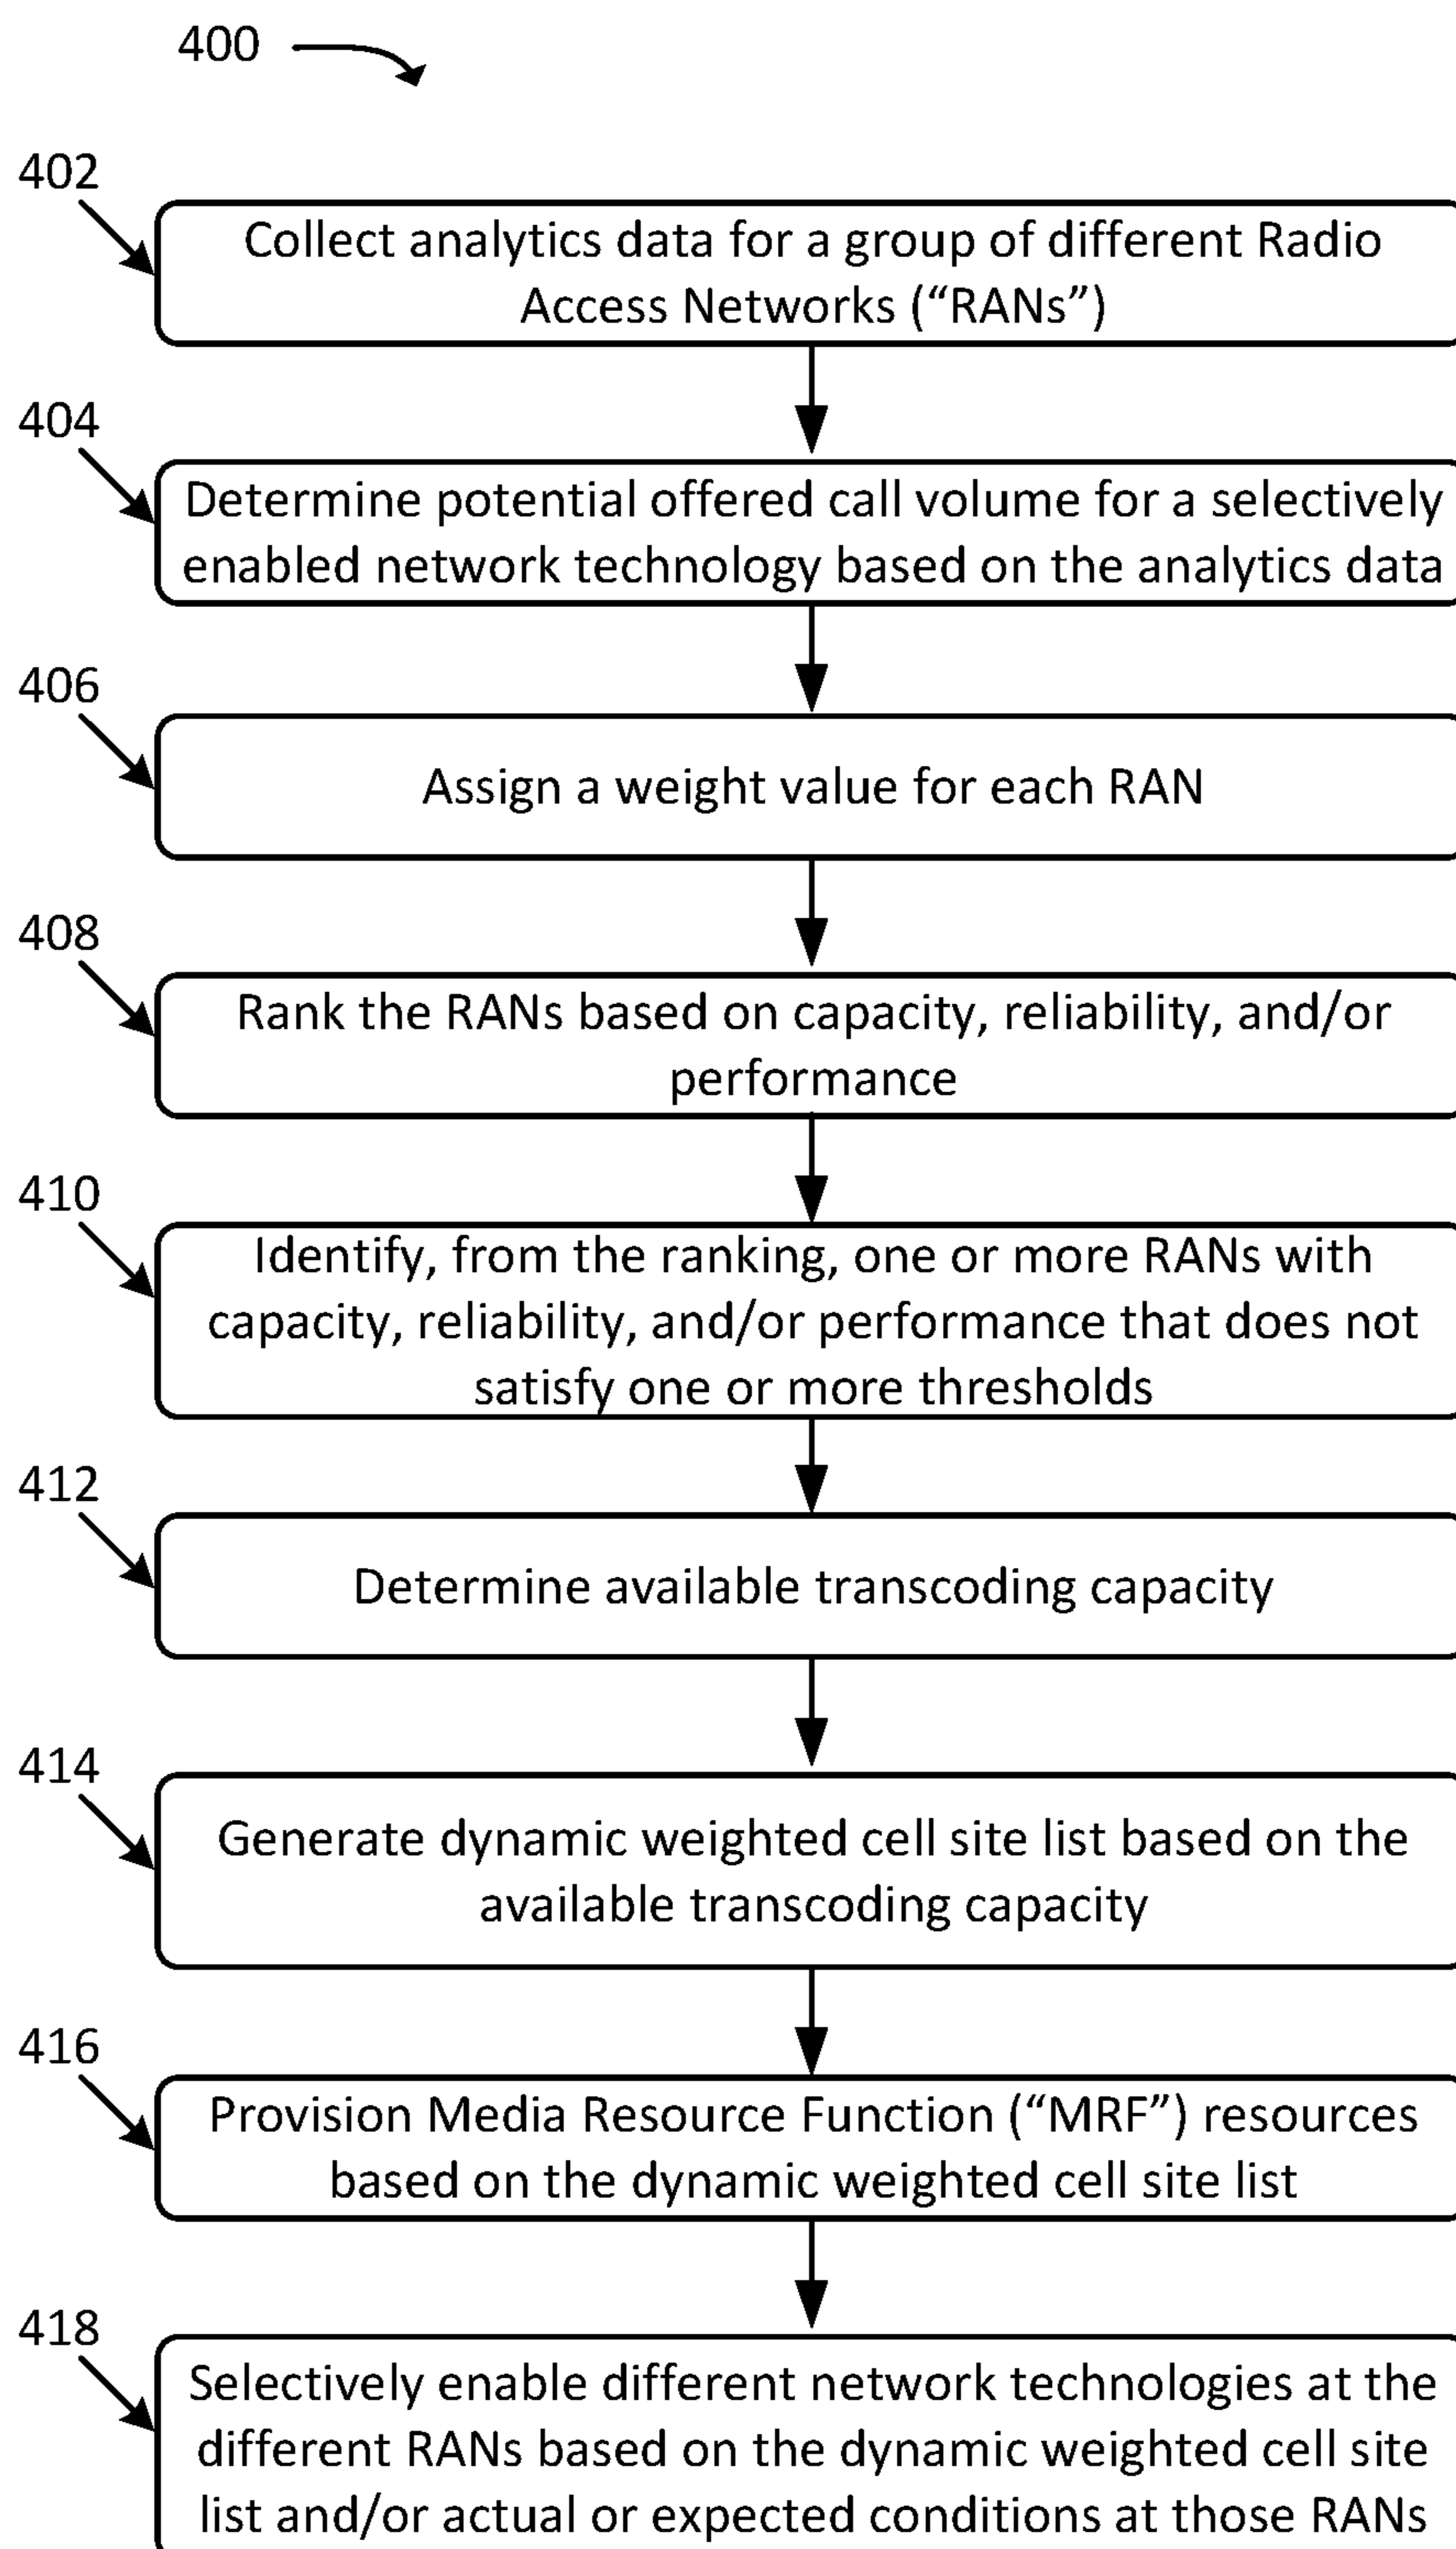 400
402
Collect analytics data for a group of different Radio
Access Networks (“RANs”)
404
Determine potential offered call volume for a selectively
enabled network technology based on the analytics data
406
Assign a weight value for each RAN
408
Rank the RANs based on capacity, reliability, and/or
performance
410
Identify, from the ranking, one or more RANs with
capacity, reliability, and/or performance that does not
satisfy one or more thresholds
412
Determine available transcoding capacity
414
Generate dynamic weighted cell site list based on the
available transcoding capacity
416
Provision Media Resource Function (“MRF”) resources
based on the dynamic weighted cell site list
418
Selectively enable different network technologies at the
different RANs based on the dynamic weighted cell site
list and/or actual or expected conditions at those RANs